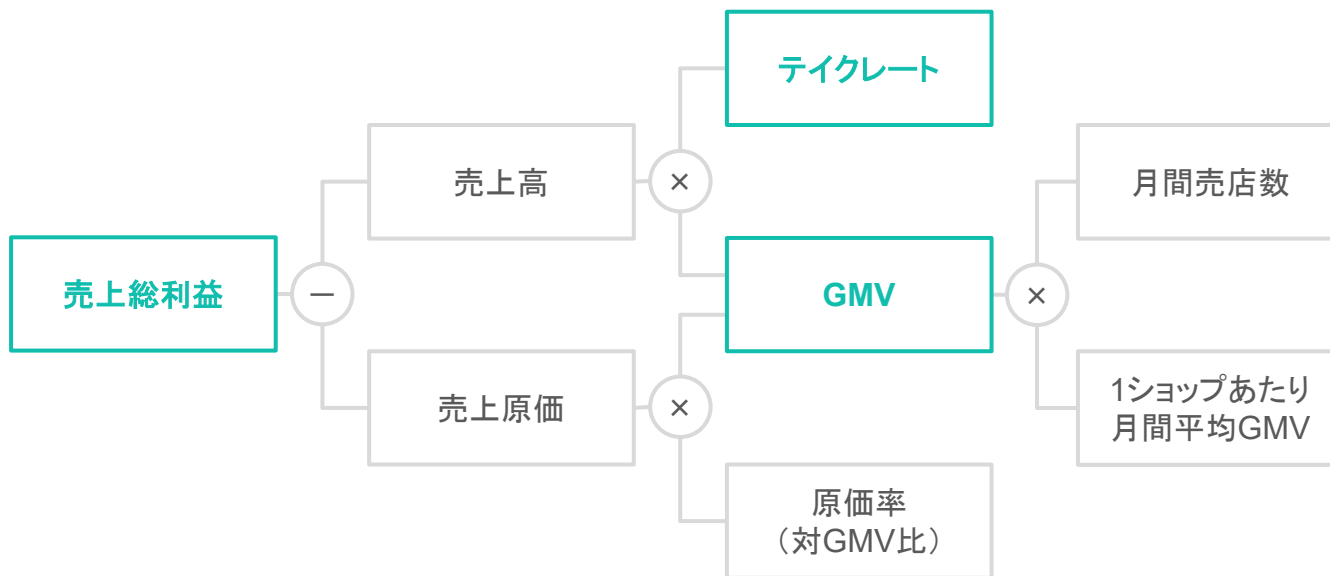 テイクレート
売上高
×
月間売店数
売上総利益
−
GMV
×
売上原価
×
1ショップあたり
月間平均GMV
原価率
（対GMV比）